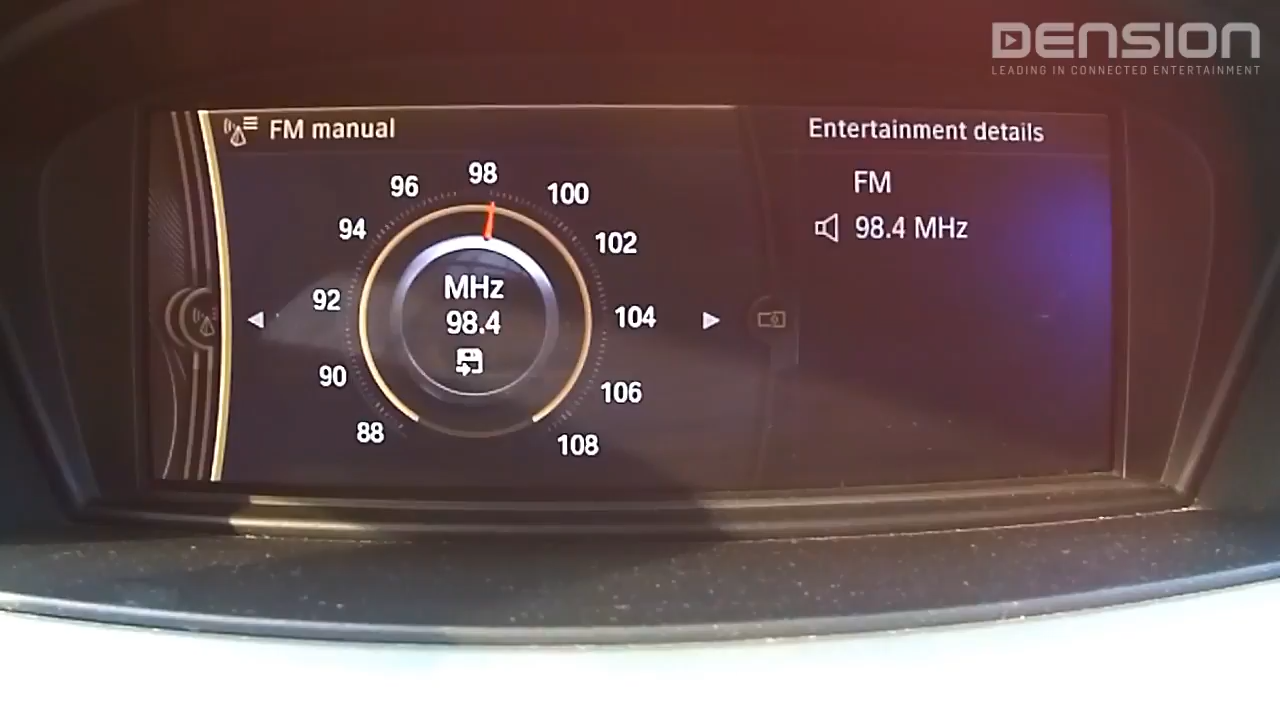 DENSION
LEADING IN CONNECTED ENTERTAINMENT
FM manual
Entertainment details
FM
98.4 MHz
88
90
92
94
96
98
100
102
104
106
108
MHz
98.4